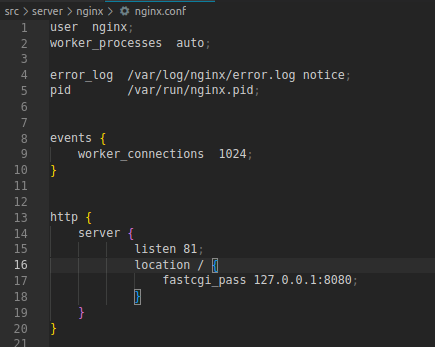 src > server > nginx > nginx.conf
1 user  nginx;
2 worker_processes  auto;
3
4 error_log  /var/log/nginx/error.log notice;
5 pid        /var/run/nginx.pid;
6
7
8 events {
9     worker_connections  1024;
10 }
11
12
13 http {
14     server {
15             listen 81;
16             location / {
17                 fastcgi_pass 127.0.0.1:8080;
18             }
19     }
20 }
21